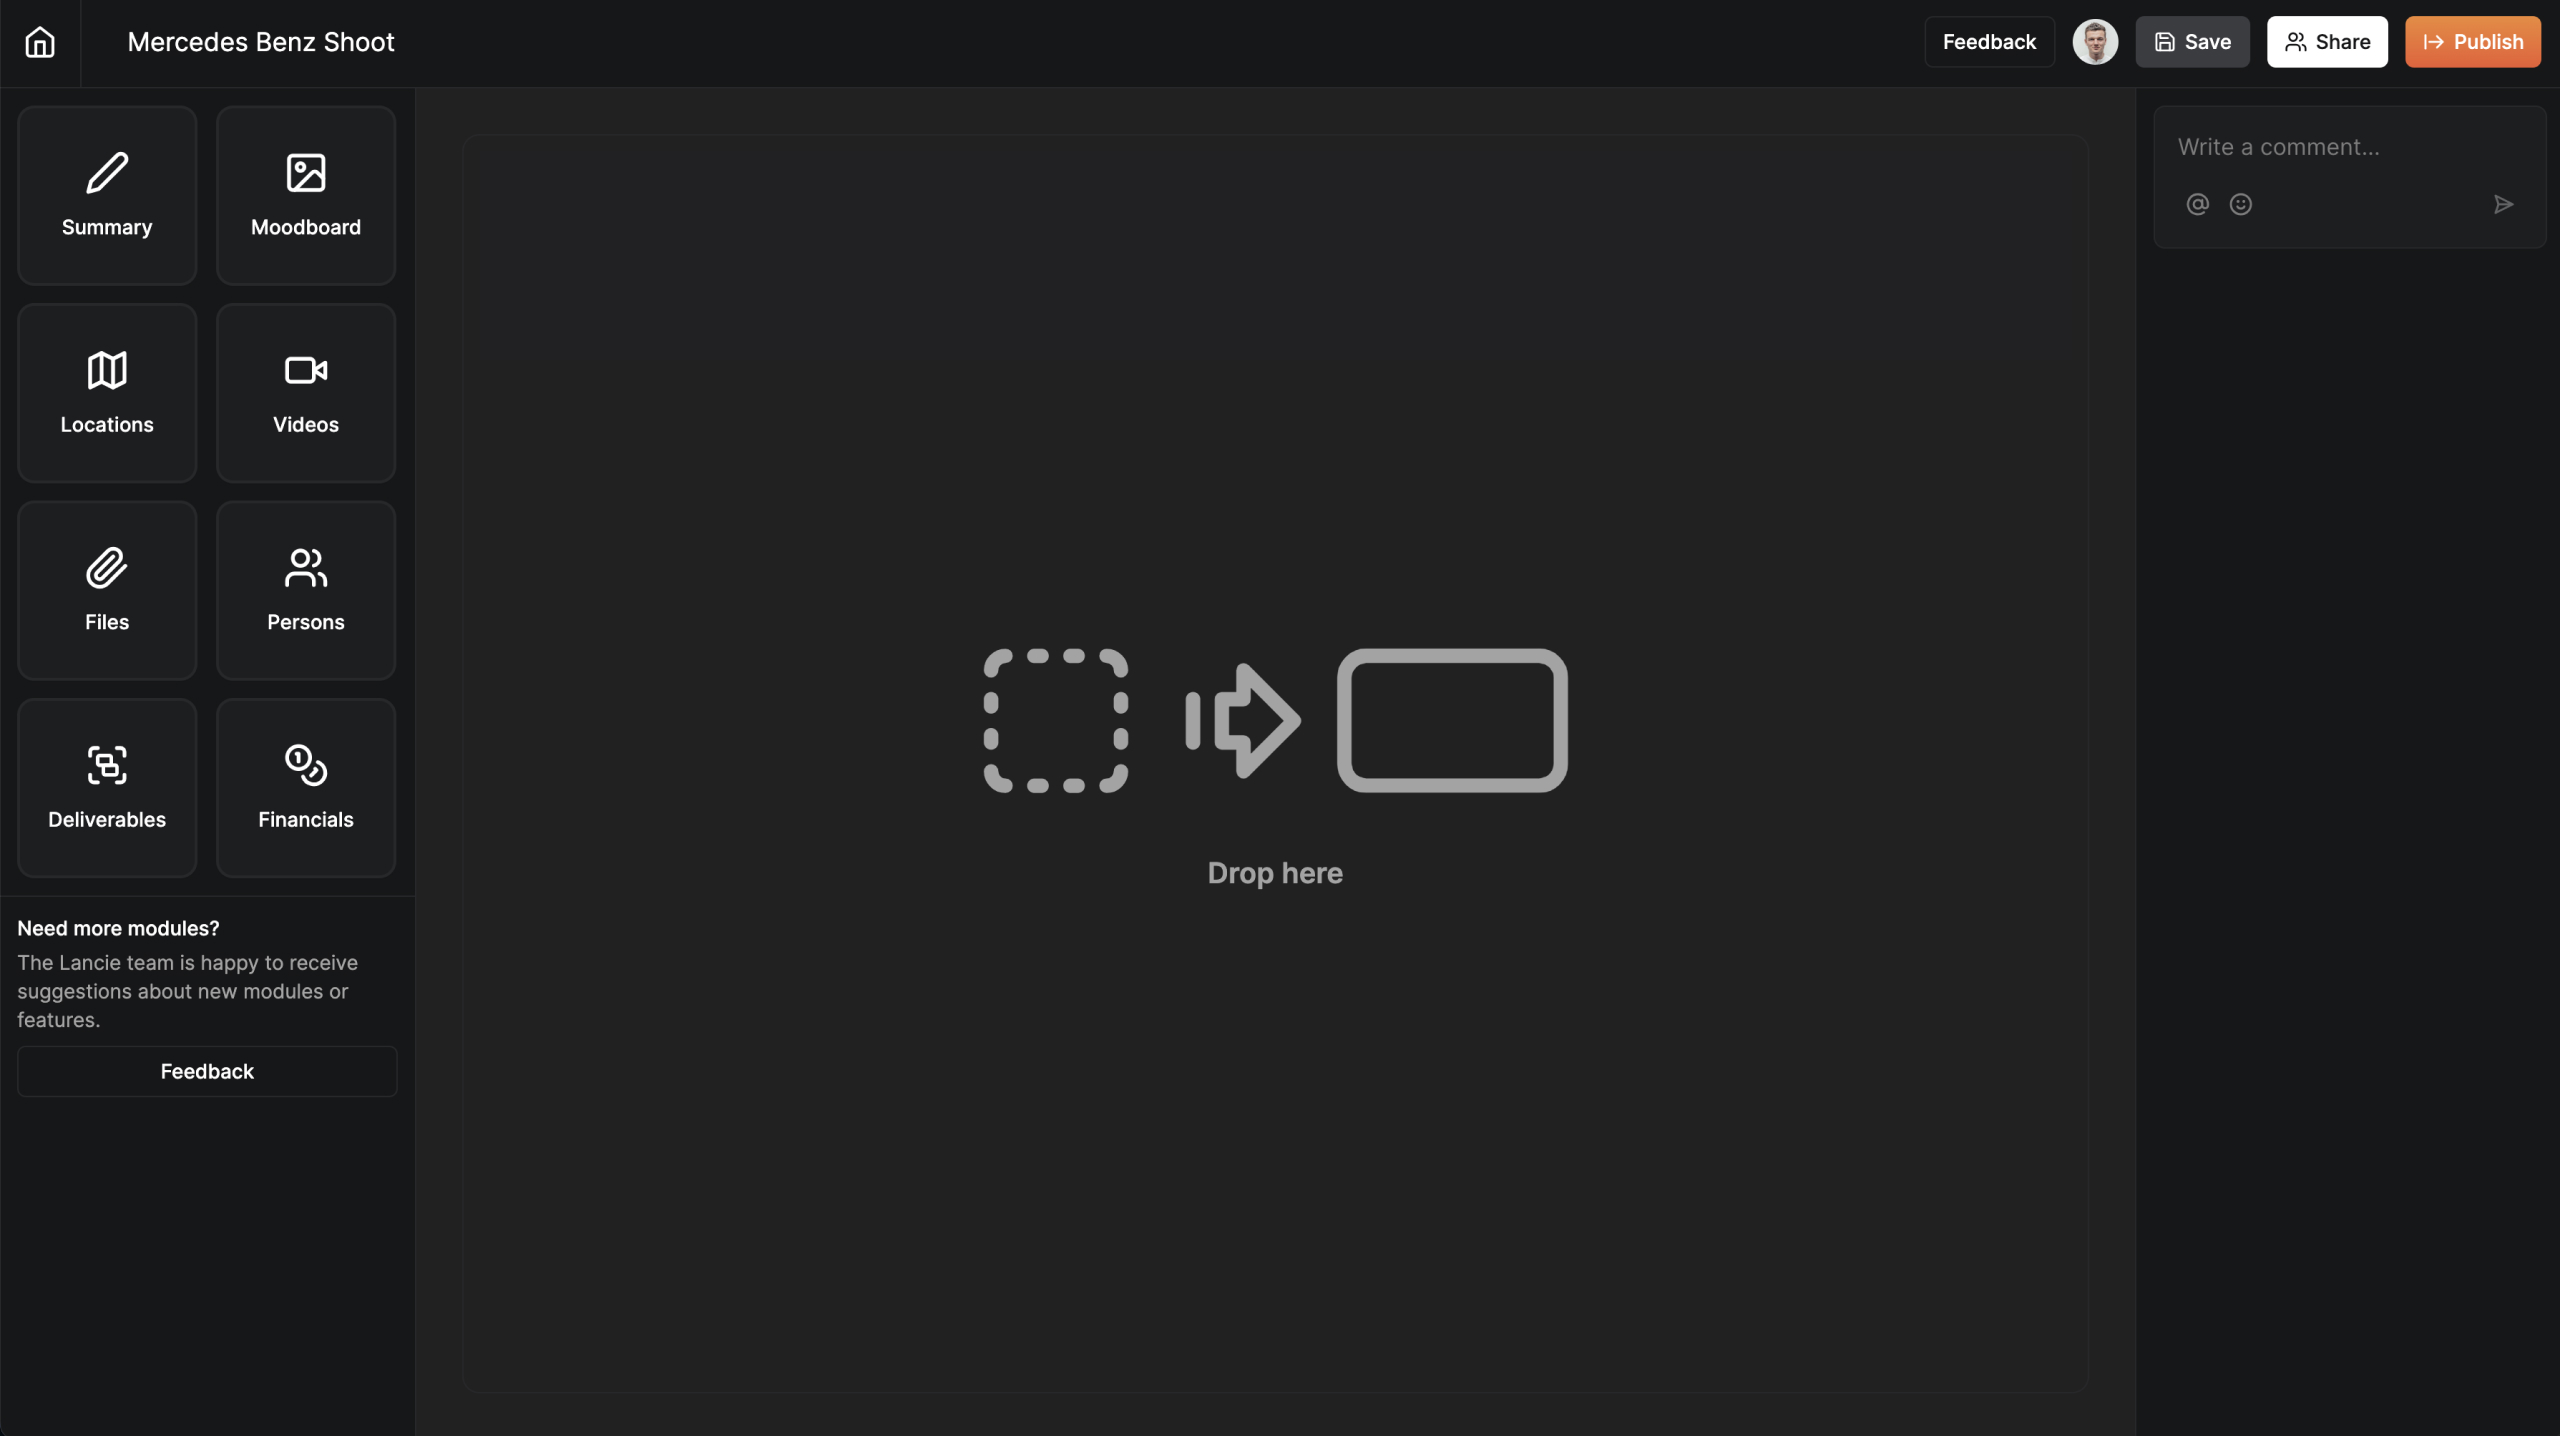 Mercedes Benz Shoot
Feedback
Save
Share
Publish
Summary
Moodboard
Locations
Videos
Files
Persons
Deliverables
Financials
Need more modules?
The Lancie team is happy to receive
suggestions about new modules or
features.
Feedback
Drop here
Write a comment...